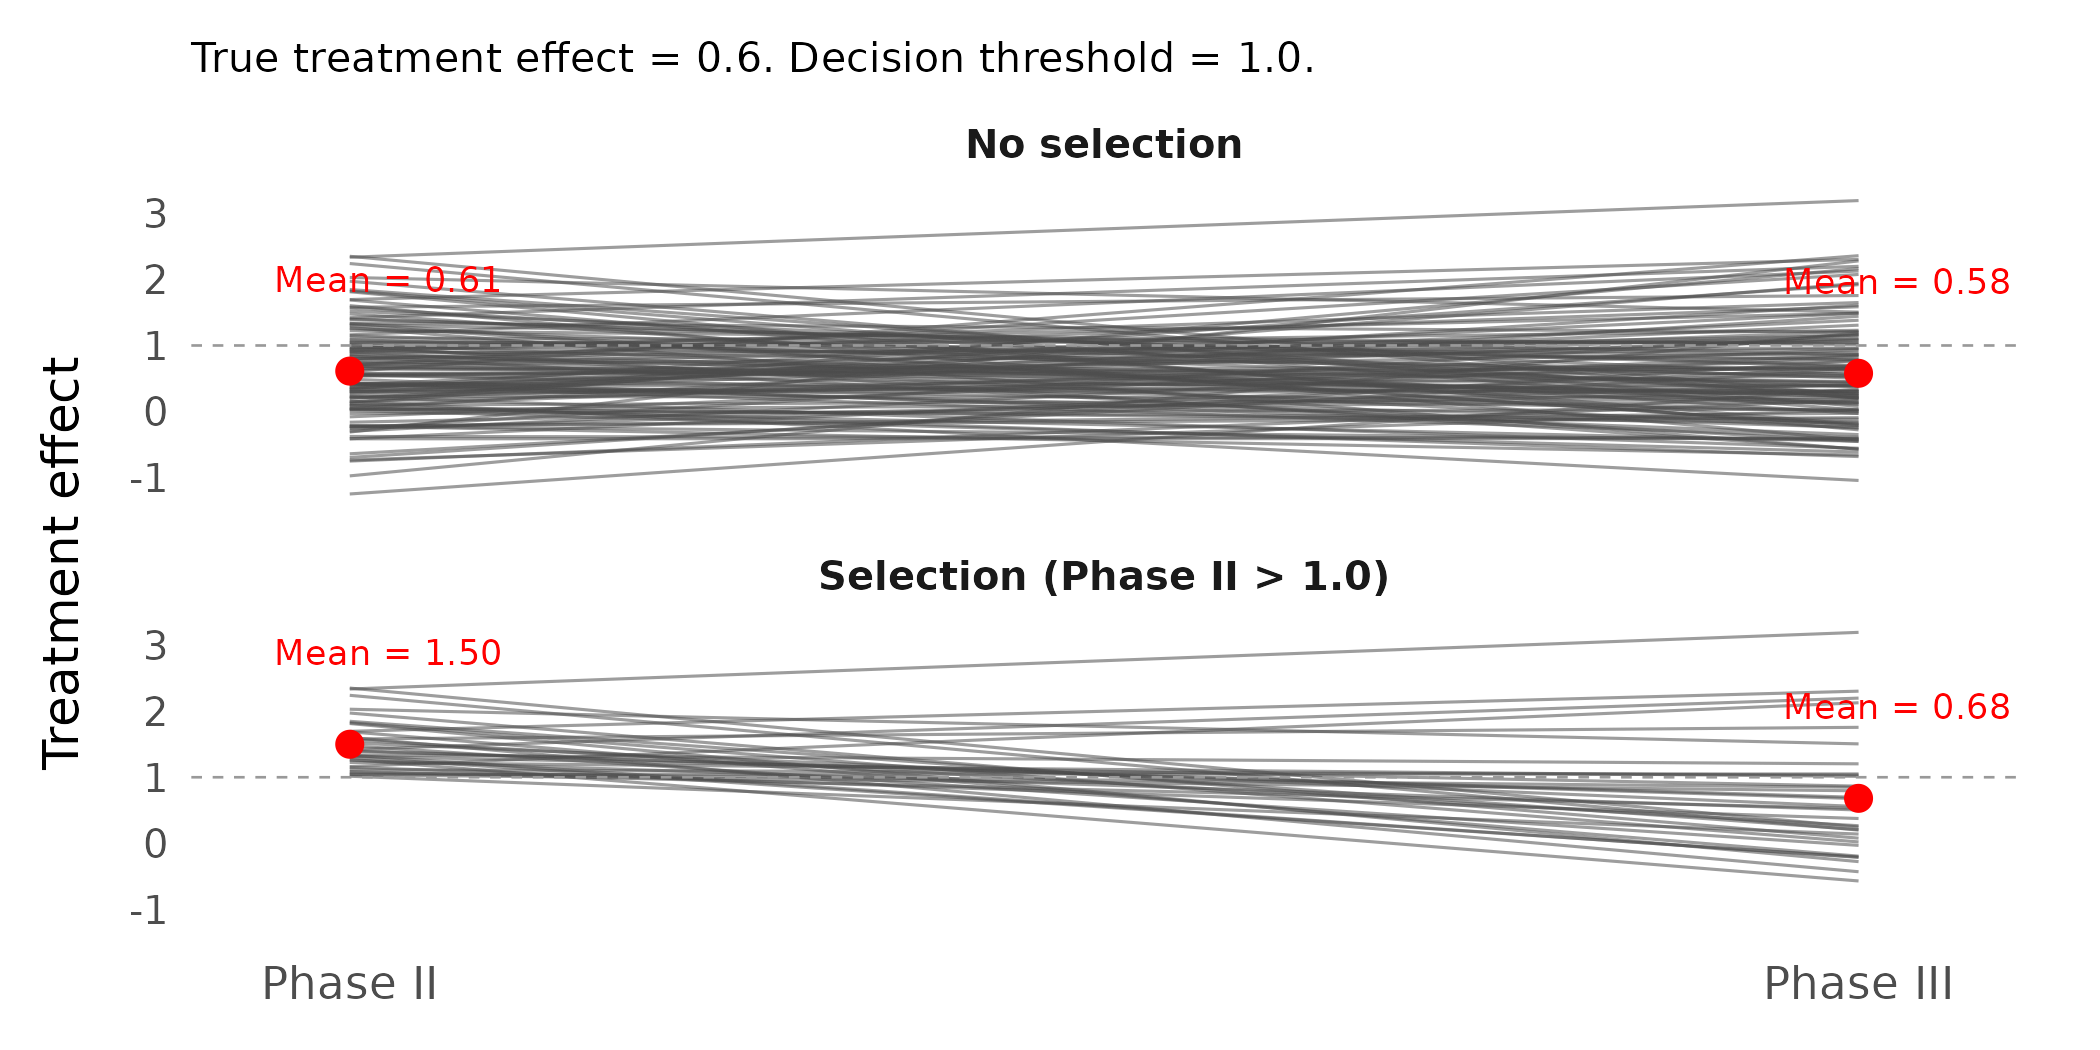 True treatment effect = 0.6. Decision threshold = 1.0.
No selection
3
2
1
0
-1
Mean = 0.61
Mean = 0.58
Treatment effect
Selection (Phase II > 1.0)
3
2
1
0
-1
Mean = 1.50
Mean = 0.68
Phase II
Phase III